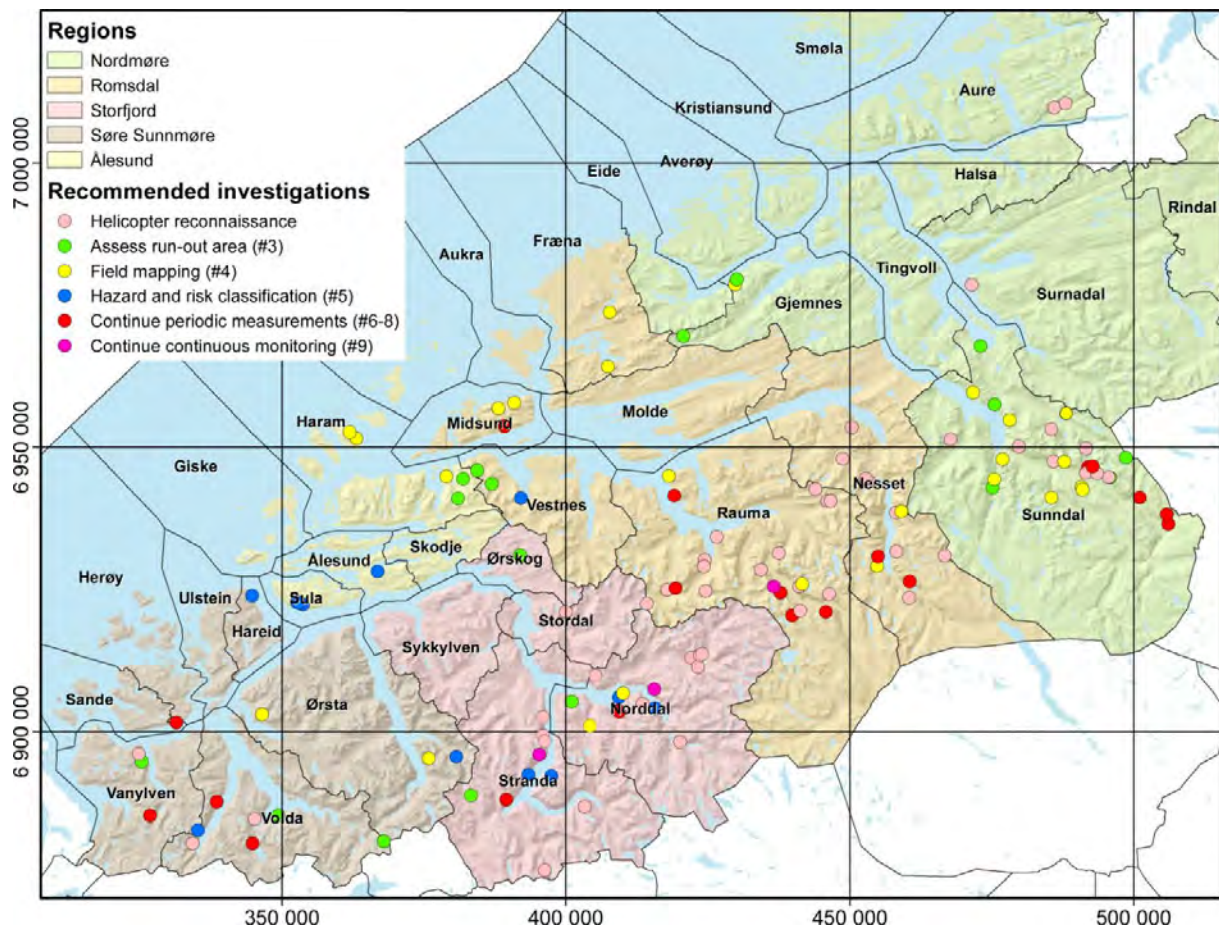 Regions
Nordmøre
Romsdal
Storfjord
Søre Sunnmøre
Ålesund
Recommended investigations
Helicopter reconnaissance
Assess run-out area (#3)
Field mapping (#4)
Hazard and risk classification (#5)
Continue periodic measurements (#6-8)
Continue continuous monitoring (#9)
Smøla
Aure
Kristiansund
Averøy
Halsa
Eide
Rindal
Fræna
Aukra
Tingvoll
Surnadal
Gjemnes
Haram
Midsund
Molde
Giske
Nesset
Vestnes
Rauma
Sunndal
Skodje
Ålesund
Ørskog
Herøy
Ulstein
Sula
Hareid
Stordal
Sykkylven
Sande
Ørsta
Norddal
Stranda
Vanylven
Volda
7 000 000
6 950 000
6 900 000
350 000
400 000
450 000
500 000